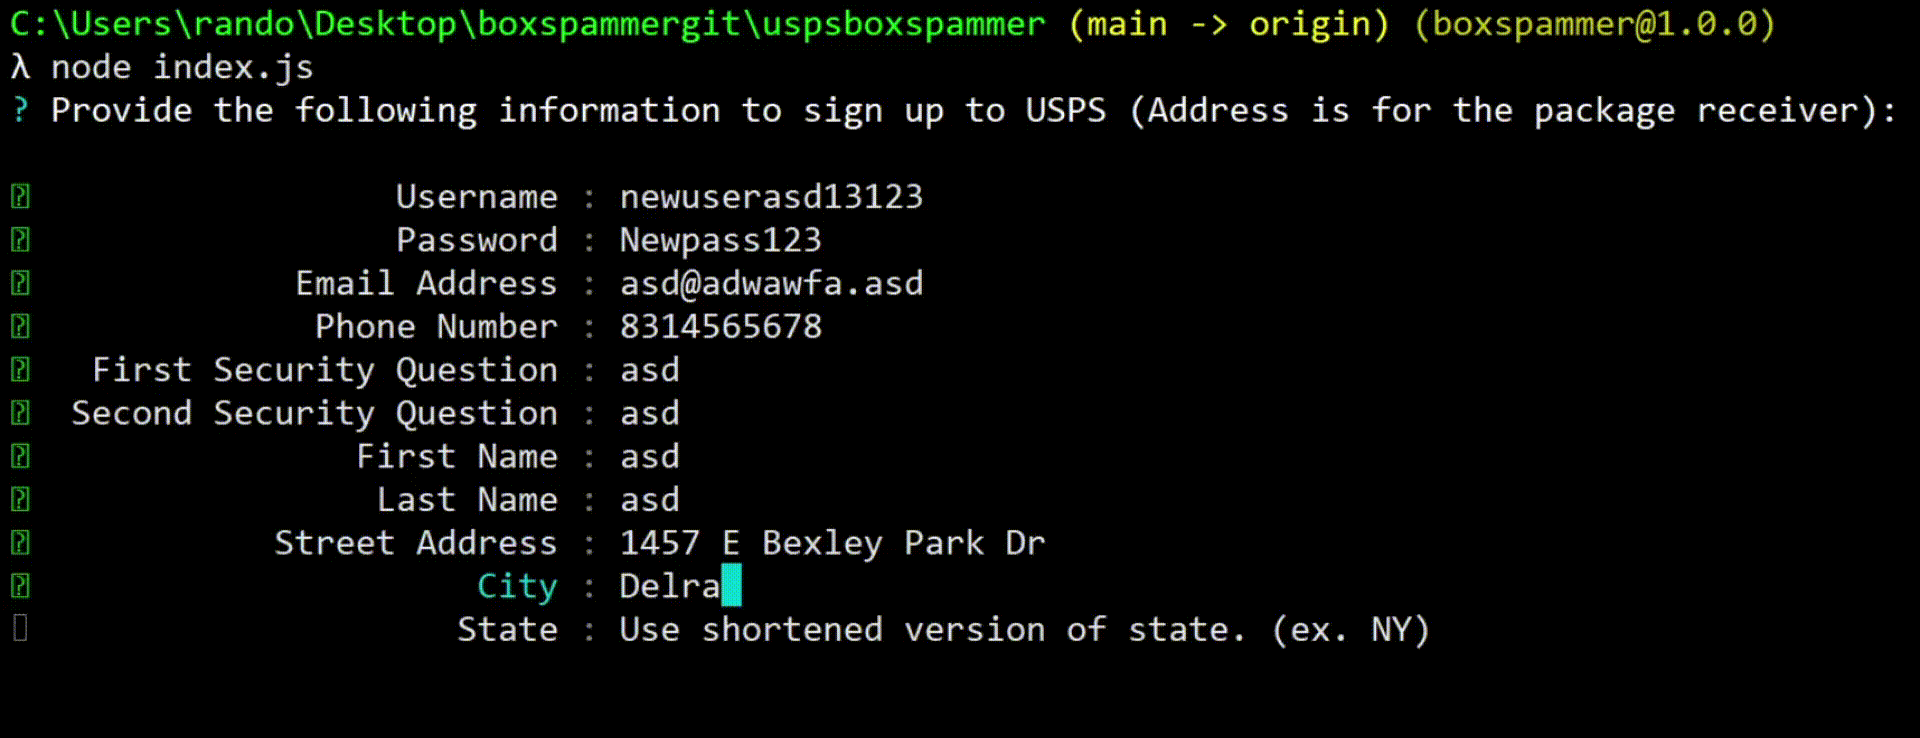 C:\Users\rando\Desktop\boxspammergit\uspsboxspammer (main -> origin) (boxspammer@1.0.0)
λ node index.js
? Provide the following information to sign up to USPS (Address is for the package receiver):
Username : newuserasd13123
Password : Newpass123
Email Address : asd@adwawfa.asd
Phone Number : 8314565678
First Security Question : asd
Second Security Question : asd
First Name : asd
Last Name : asd
Street Address : 1457 E Bexley Park Dr
City : Delra
State : Use shortened version of state. (ex. NY)